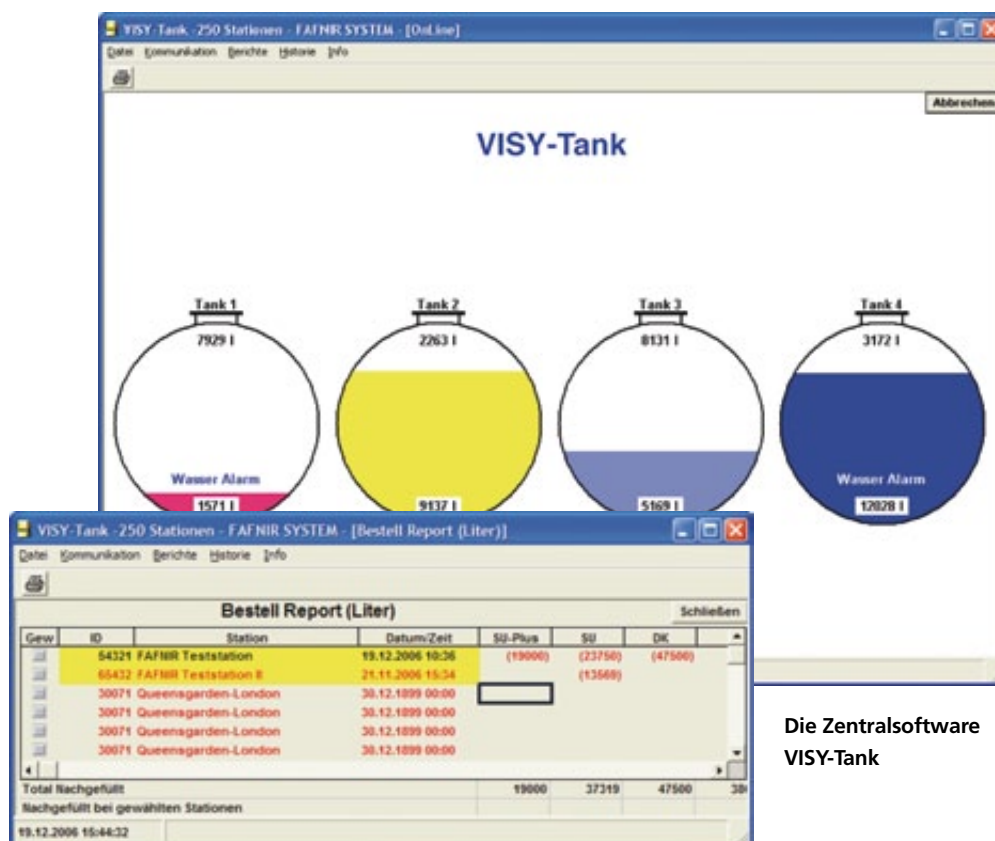 VISY-Tank -250 Stationen - FAFNIR SYSTEM - [OnLine]
Datei Kommunikation Berichte Historie Info
Abbrechen
VISY-Tank
Tank 1 Tank 2 Tank 3 Tank 4
7929 l 2263 l 8131 l 3172 l
Wasser Alarm Wasser Alarm
1571 l 9137 l 5169 l 12028 l
VISY-Tank -250 Stationen - FAFNIR SYSTEM - [Bestell Report (Liter)]
Datei Kommunikation Berichte Historie Info
Bestell Report (Liter) Schließen
Gew ID Station Datum/Zeit SU-Plus SU DK
54321 FAFNIR Teststation 19.12.2006 10:36 (19000) (23750) (47500)
65432 FAFNIR Teststation II 21.11.2006 15:34 (13569)
30071 Queensgarden-London 30.12.1899 00:00
30071 Queensgarden-London 30.12.1899 00:00
30071 Queensgarden-London 30.12.1899 00:00
30071 Queensgarden-London 30.12.1899 00:00
Total Nachgefüllt 19000 37319 47500
Nachgefüllt bei gewählten Stationen
19.12.2006 15:44:32
Die Zentralsoftware
VISY-Tank